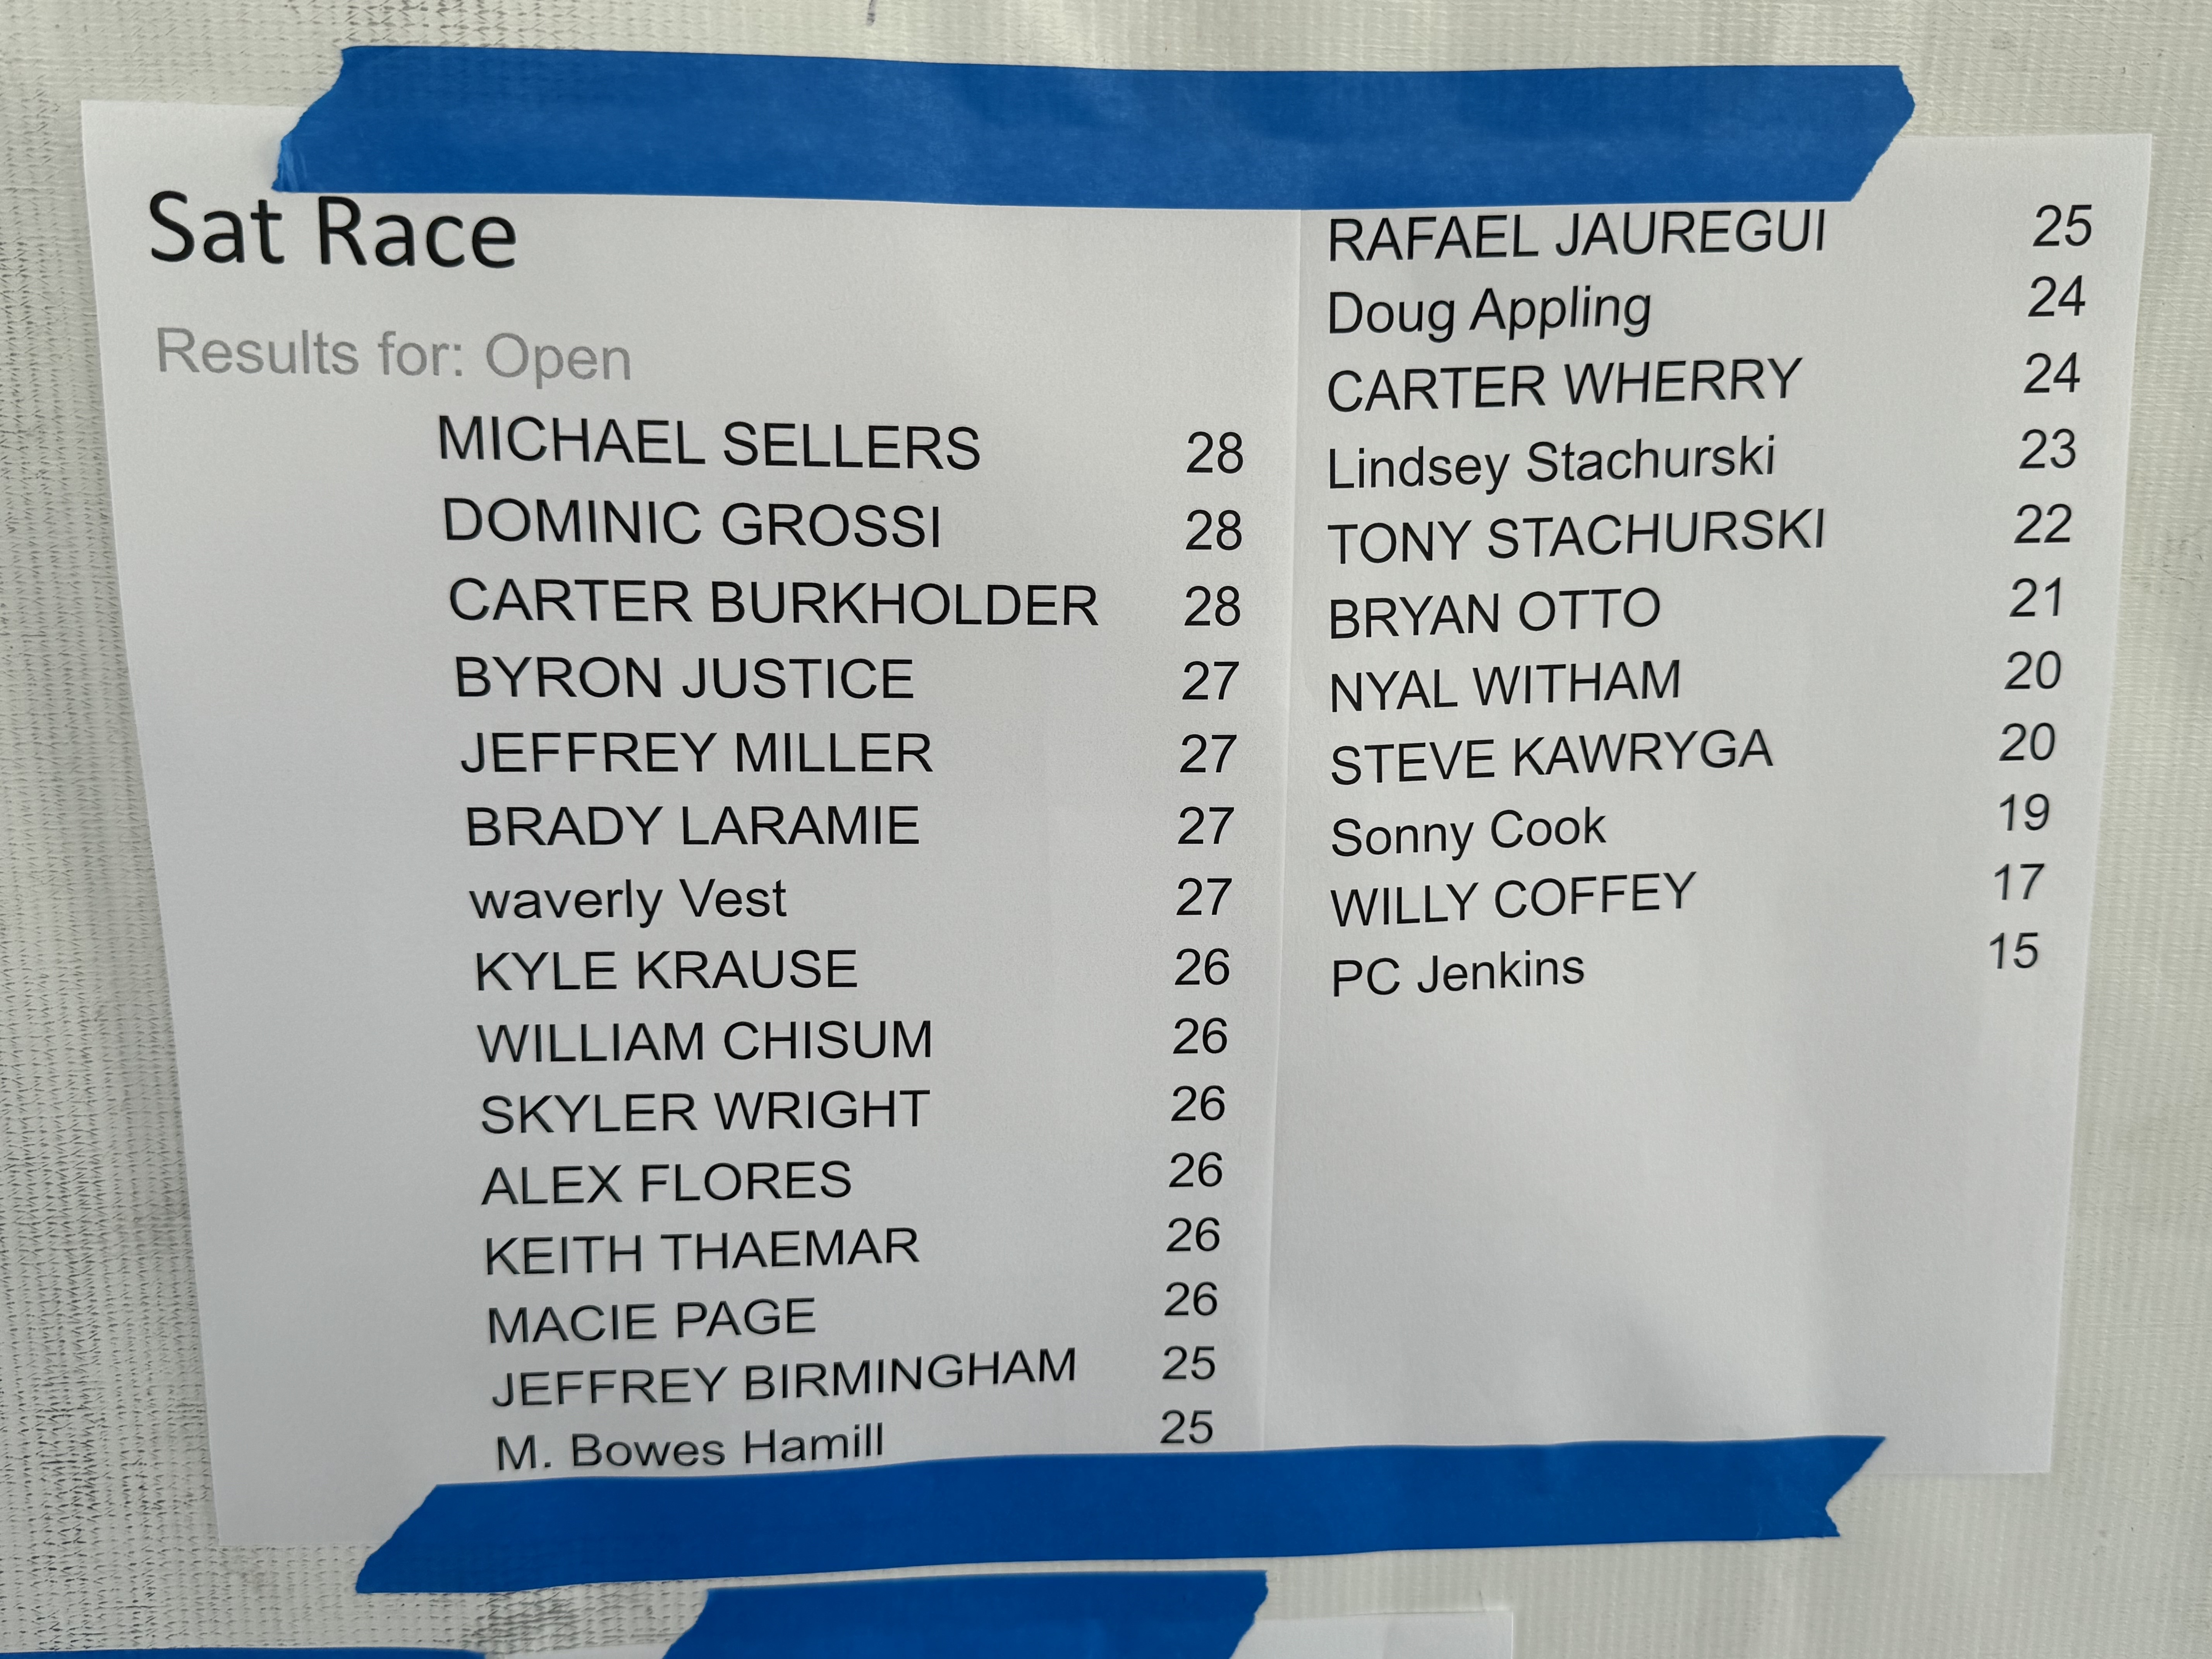 Sat Race
Results for: Open
MICHAEL SELLERS 28
DOMINIC GROSSI 28
CARTER BURKHOLDER 28
BYRON JUSTICE 27
JEFFREY MILLER 27
BRADY LARAMIE 27
waverly Vest 27
KYLE KRAUSE 26
WILLIAM CHISUM 26
SKYLER WRIGHT 26
ALEX FLORES 26
KEITH THAEMAR 26
MACIE PAGE 26
JEFFREY BIRMINGHAM 25
M. Bowes Hamill 25
RAFAEL JAUREGUI 25
Doug Appling 24
CARTER WHERRY 24
Lindsey Stachurski 23
TONY STACHURSKI 22
BRYAN OTTO 21
NYAL WITHAM 20
STEVE KAWRYGA 20
Sonny Cook 19
WILLY COFFEY 17
PC Jenkins 15